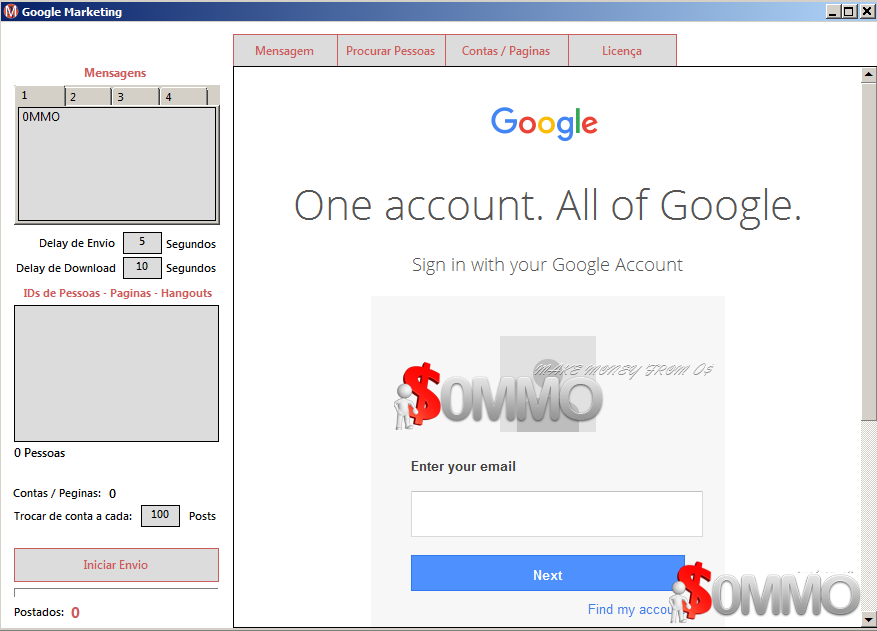 Google Marketing
Mensagem
Procurar Pessoas
Contas / Paginas
Licença
Mensagens
1
2
3
4
0MMO
Delay de Envio 5 Segundos
Delay de Download 10 Segundos
IDs de Pessoas - Paginas - Hangouts
0 Pessoas
Contas / Peginas: 0
Trocar de conta a cada: 100 Posts
Iniciar Envio
Postados: 0
Google
One account. All of Google.
Sign in with your Google Account
MAKE MONEY FROM 0$
$0MMO
Enter your email
Next
Find my accou
$0MMO